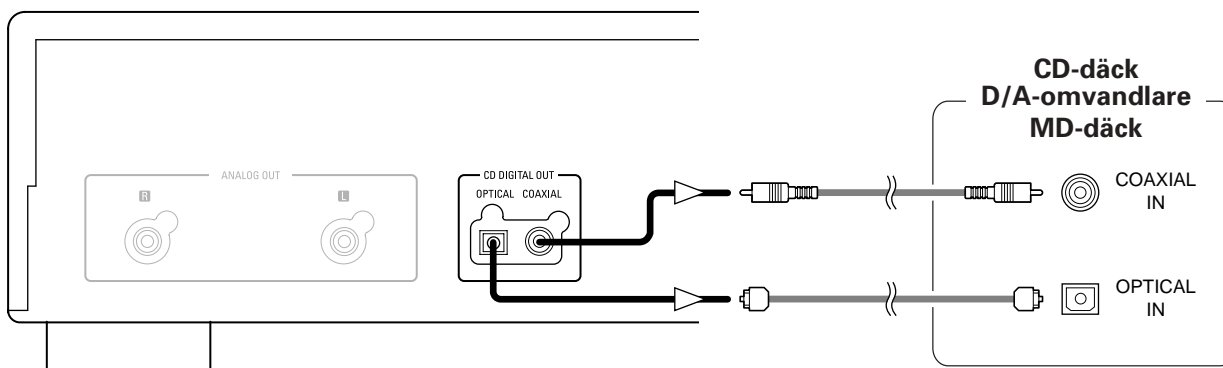 CD-däck
D/A-omvandlare
MD-däck
ANALOG OUT
R
L
CD DIGITAL OUT
OPTICAL COAXIAL
COAXIAL
IN
OPTICAL
IN